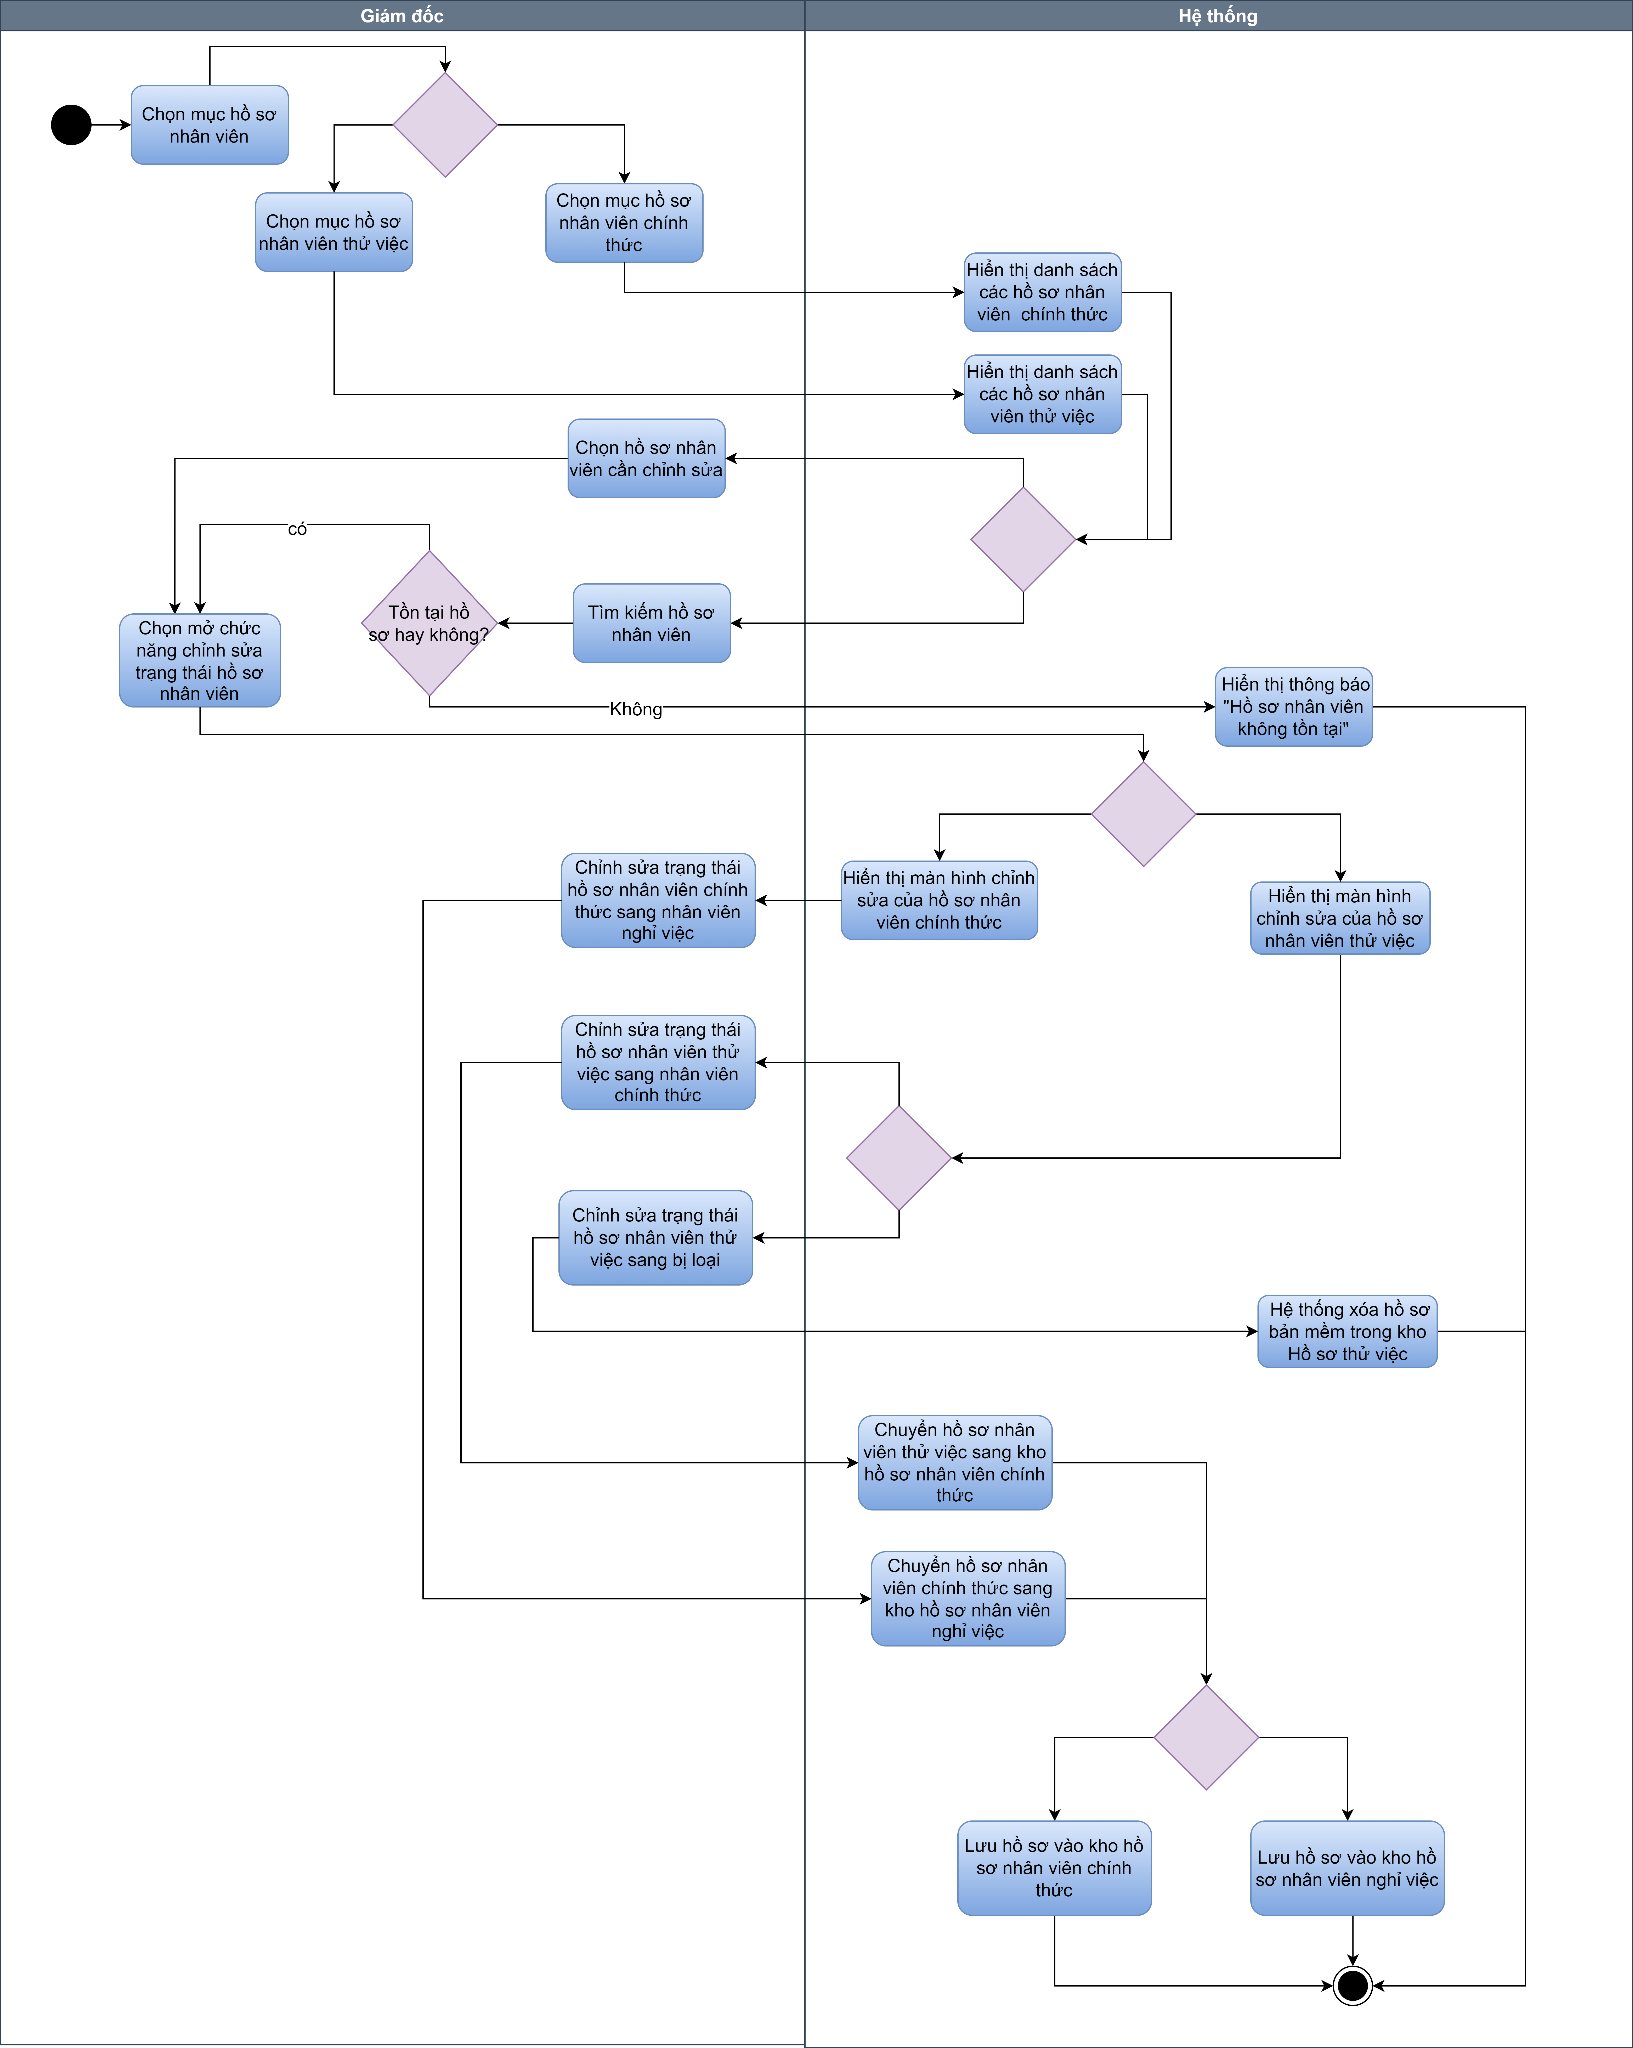 Giám đốc
Hệ thống
Chọn mục hồ sơ
nhân viên
Chọn mục hồ sơ
nhân viên thử việc
Chọn mục hồ sơ
nhân viên chính
thức
Hiển thị danh sách
các hồ sơ nhân
viên chính thức
Hiển thị danh sách
các hồ sơ nhân
viên thử việc
Chọn hồ sơ nhân
viên cần chỉnh sửa
có
Tồn tại hồ
sơ hay không?
Tìm kiếm hồ sơ
nhân viên
Chọn mở chức
năng chỉnh sửa
trạng thái hồ sơ
nhân viên
Không
Hiển thị thông báo
"Hồ sơ nhân viên
không tồn tại"
Chỉnh sửa trạng thái
hồ sơ nhân viên chính
thức sang nhân viên
nghỉ việc
Hiển thị màn hình chỉnh
sửa của hồ sơ nhân
viên chính thức
Hiển thị màn hình
chỉnh sửa của hồ sơ
nhân viên thử việc
Chỉnh sửa trạng thái
hồ sơ nhân viên thử
việc sang nhân viên
chính thức
Chỉnh sửa trạng thái
hồ sơ nhân viên thử
việc sang bị loại
Hệ thống xóa hồ sơ
bản mềm trong kho
Hồ sơ thử việc
Chuyển hồ sơ nhân
viên thử việc sang kho
hồ sơ nhân viên chính
thức
Chuyển hồ sơ nhân
viên chính thức sang
kho hồ sơ nhân viên
nghỉ việc
Lưu hồ sơ vào kho hồ
sơ nhân viên chính
thức
Lưu hồ sơ vào kho hồ
sơ nhân viên nghỉ việc